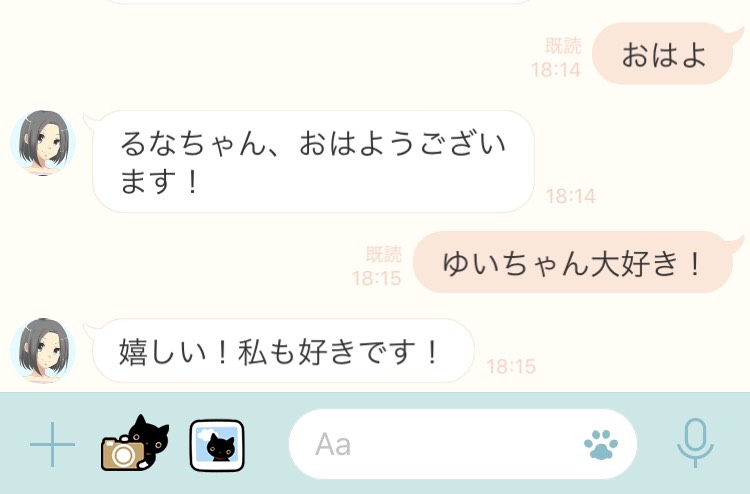 おはよ
既読
18:14
るなちゃん、おはようござい
ます！
18:14
ゆいちゃん大好き！
既読
18:15
嬉しい！私も好きです！
18:15
Aa